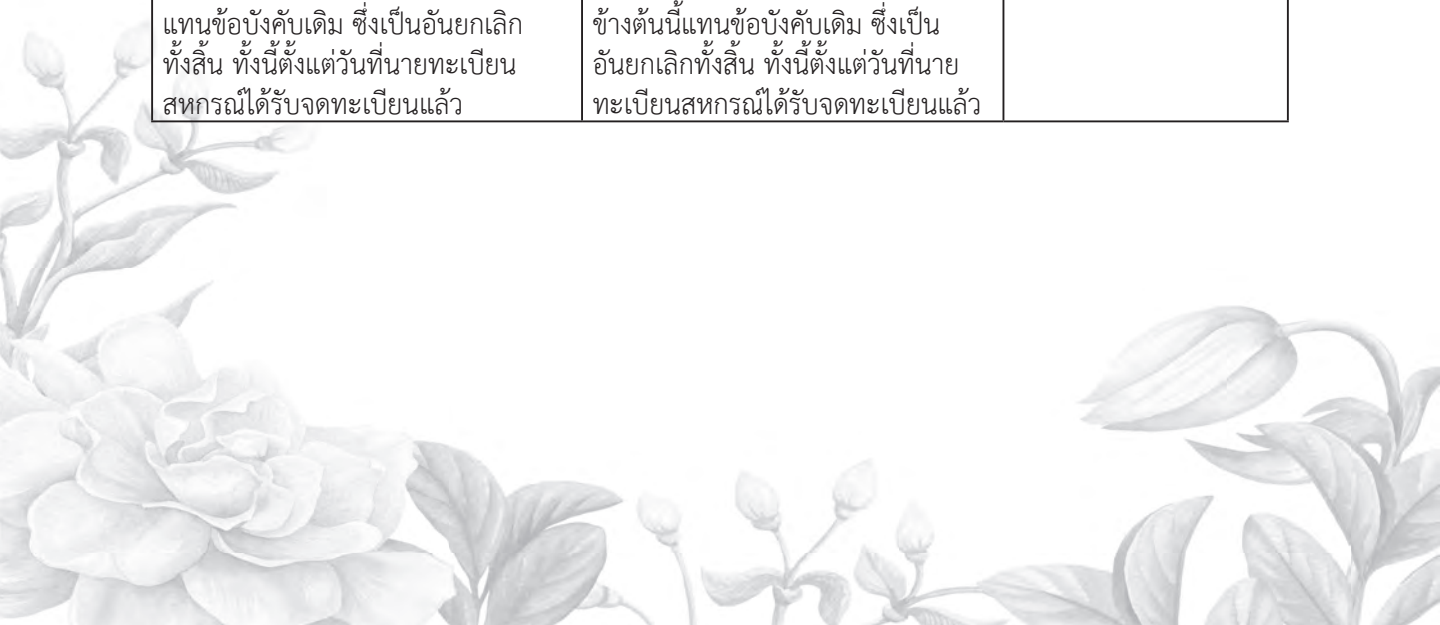 แทนข้อบังคับเดิม ซึ่งเป็นอันยกเลิก
ทั้งสิ้น ทั้งนี้ตั้งแต่วันที่นายทะเบียน
สหกรณ์ได้รับจดทะเบียนแล้ว
ข้างต้นนี้แทนข้อบังคับเดิม ซึ่งเป็น
อันยกเลิกทั้งสิ้น ทั้งนี้ตั้งแต่วันที่นาย
ทะเบียนสหกรณ์ได้รับจดทะเบียนแล้ว